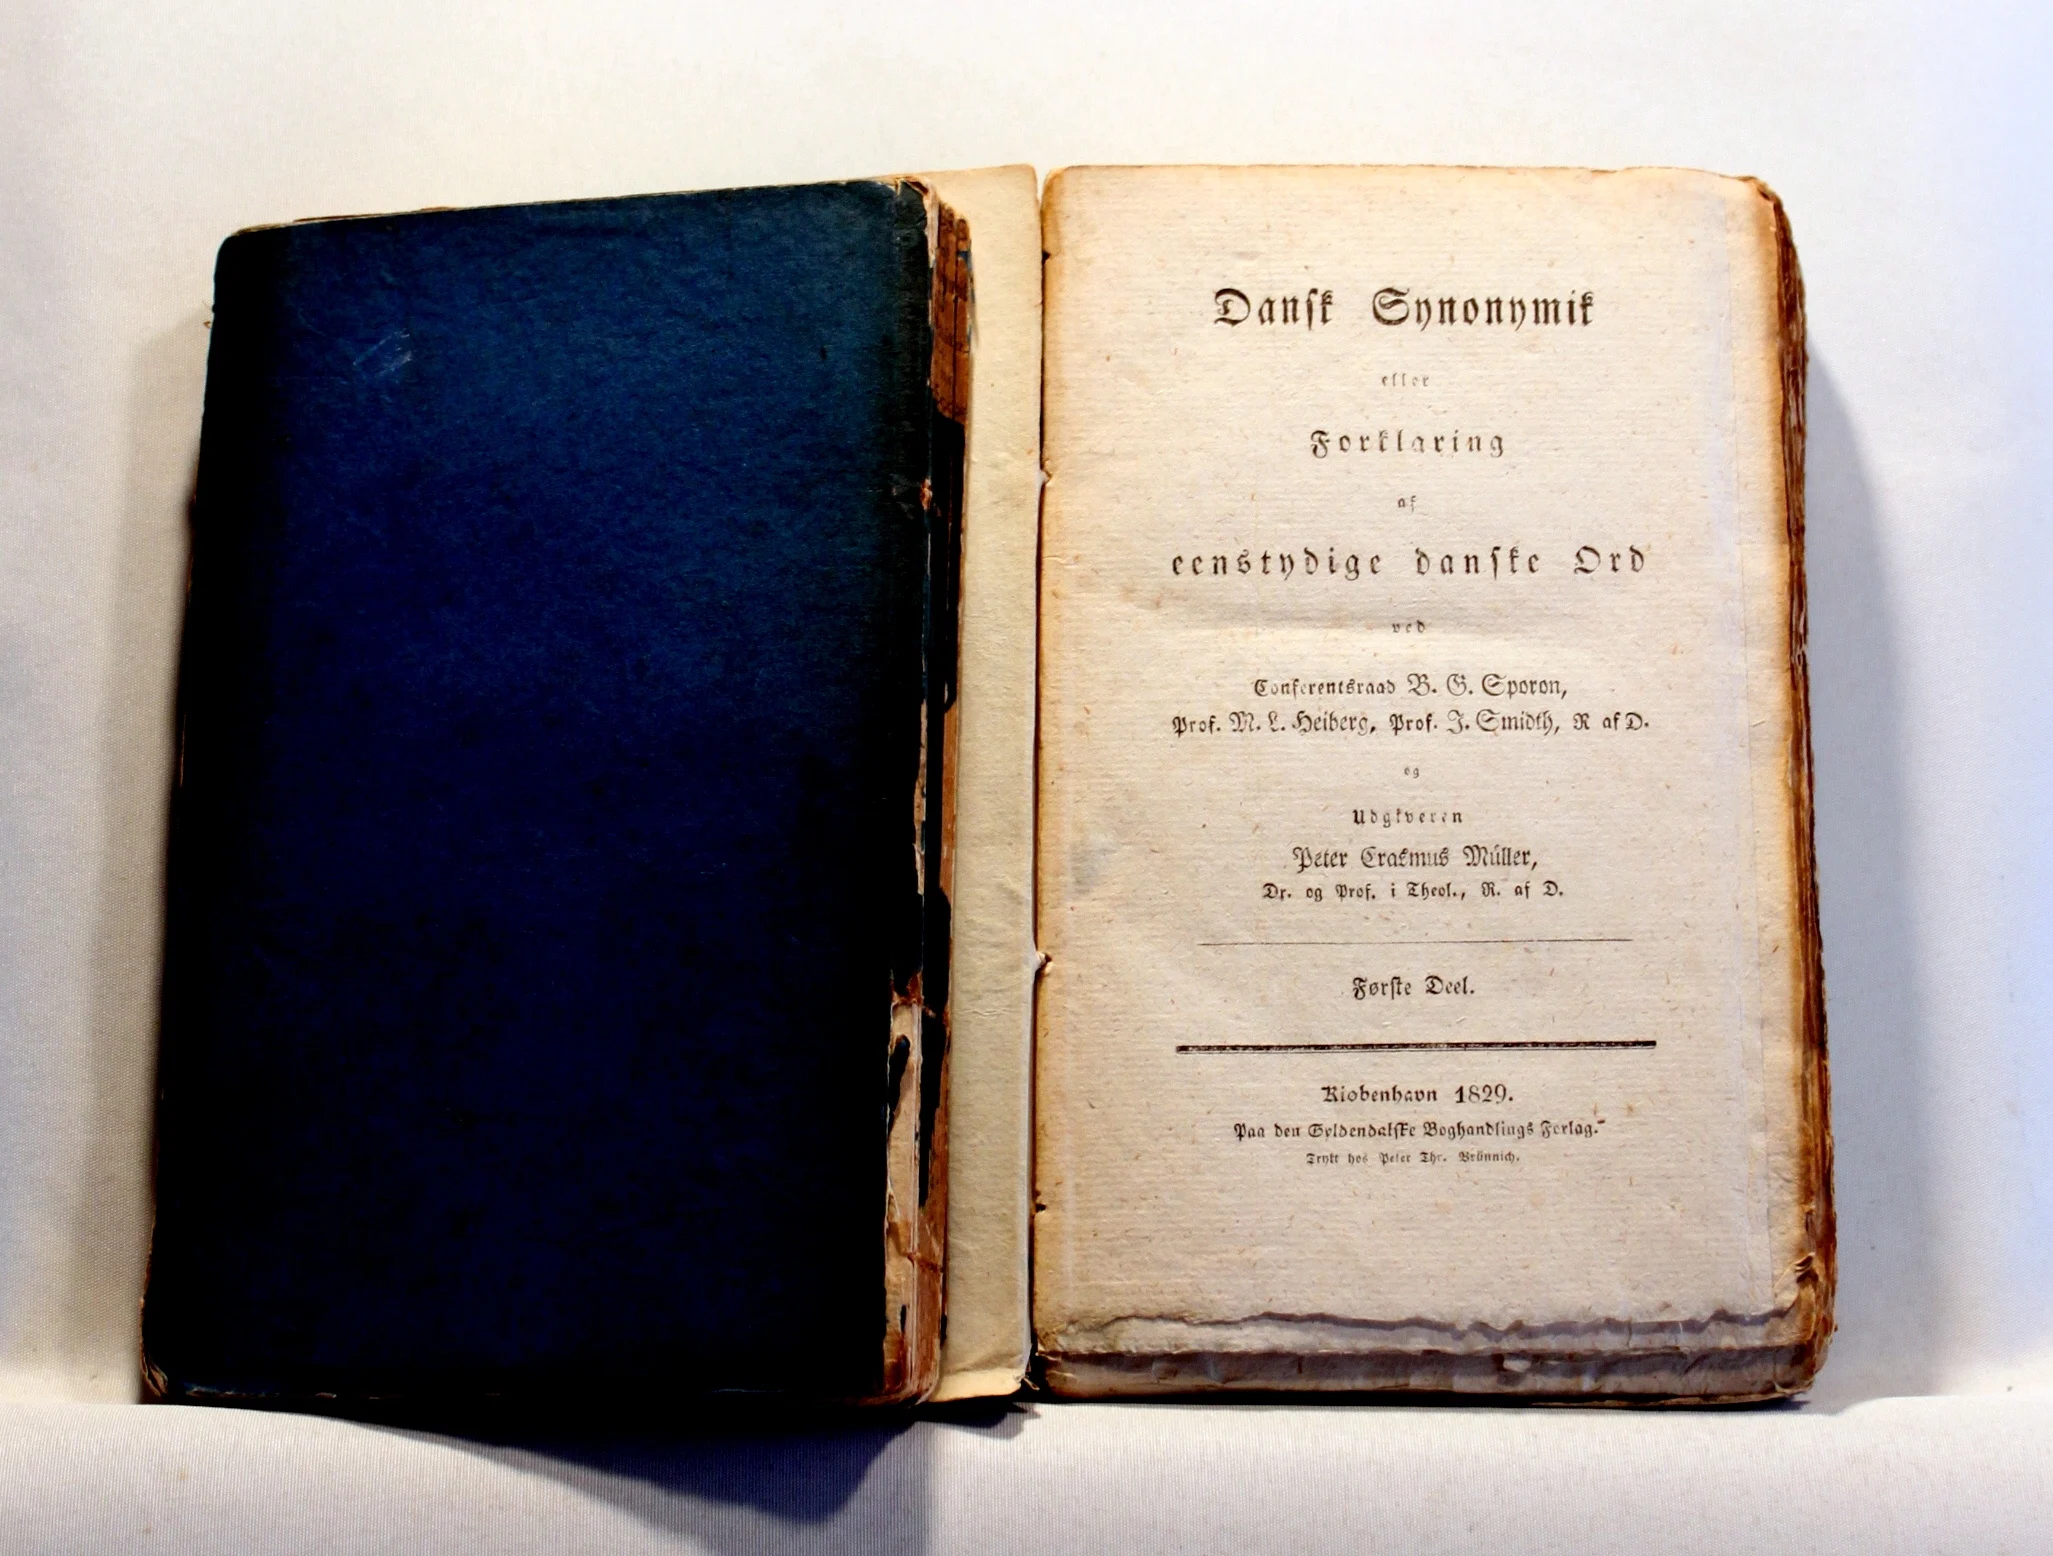 Dansk Synonymik
eller
Forklaring
af
eenstydige danske Ord
ved
Conferentsraad B. G. Sporon,
Prof. M. L. Heiberg, Prof. J. Smidth, R af D.
og
Udgiveren
Peter Erasmus Müller,
Dr. og Prof. i Theol., R. af D.
Første Deel.
Kiøbenhavn 1829.
Paa den Gyldendalske Boghandlings Forlag.
Trykt hos Peter Thr. Brünnich.